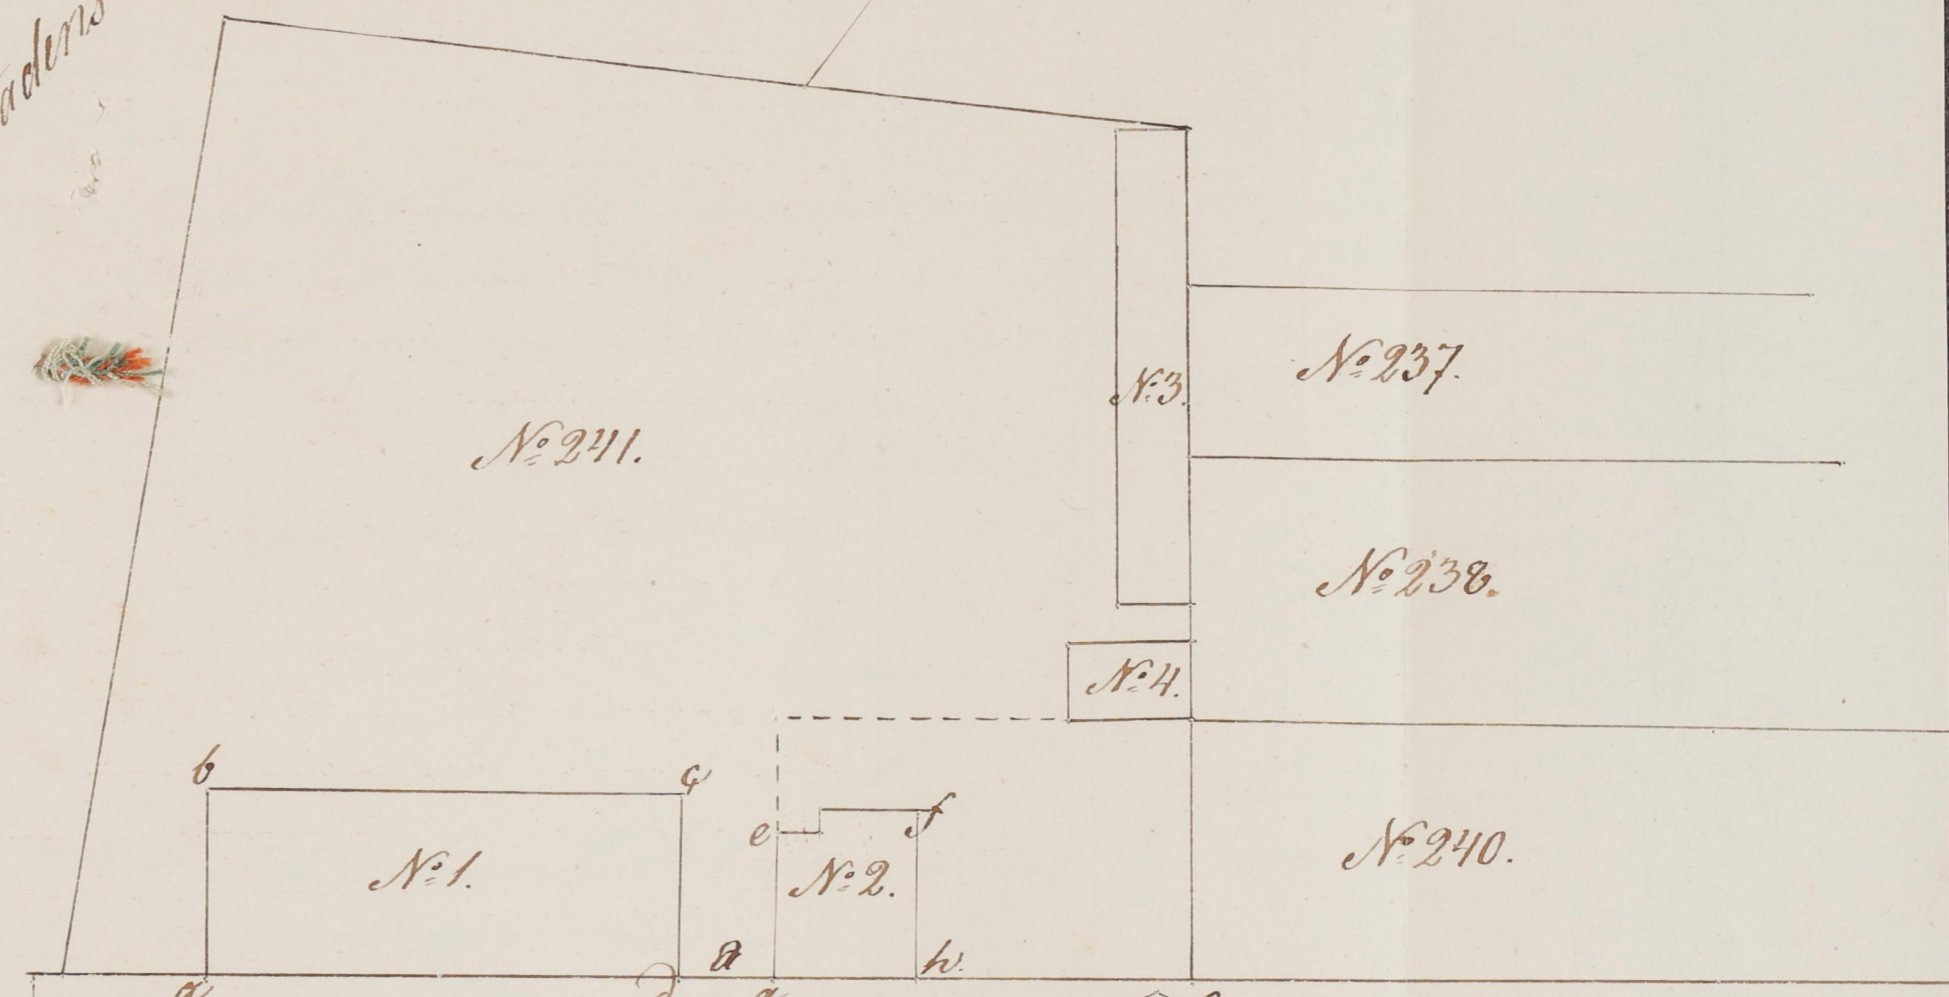 № 237.
№ 3.
№ 241.
№ 238.
№ 4.
b
c
e
f
№ 1.
№ 2.
№ 240.
a
h.